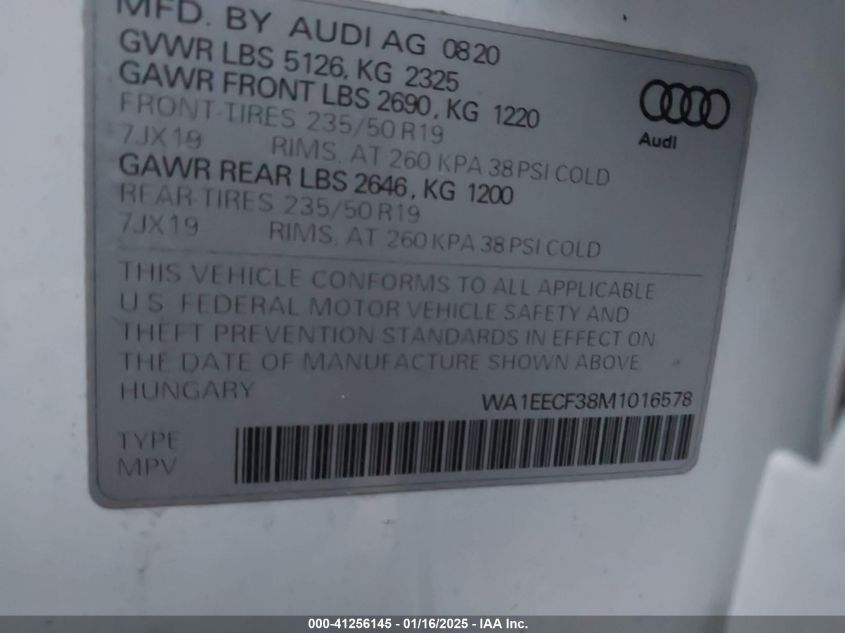 MFD. BY AUDI AG 08 20
GVWR LBS 5126, KG 2325
GAWR FRONT LBS 2690, KG 1220
FRONT-TIRES 235/50 R19
7JX19 RIMS, AT 260 KPA 38 PSI COLD
GAWR REAR LBS 2646, KG 1200
REAR-TIRES 235/50 R19
7JX19 RIMS, AT 260 KPA 38 PSI COLD
Audi
THIS VEHICLE CONFORMS TO ALL APPLICABLE
U.S. FEDERAL MOTOR VEHICLE SAFETY AND
THEFT PREVENTION STANDARDS IN EFFECT ON
THE DATE OF MANUFACTURE SHOWN ABOVE
HUNGARY
WA1EECF38M1016578
TYPE
MPV
000-41256145 - 01/16/2025 - IAA Inc.